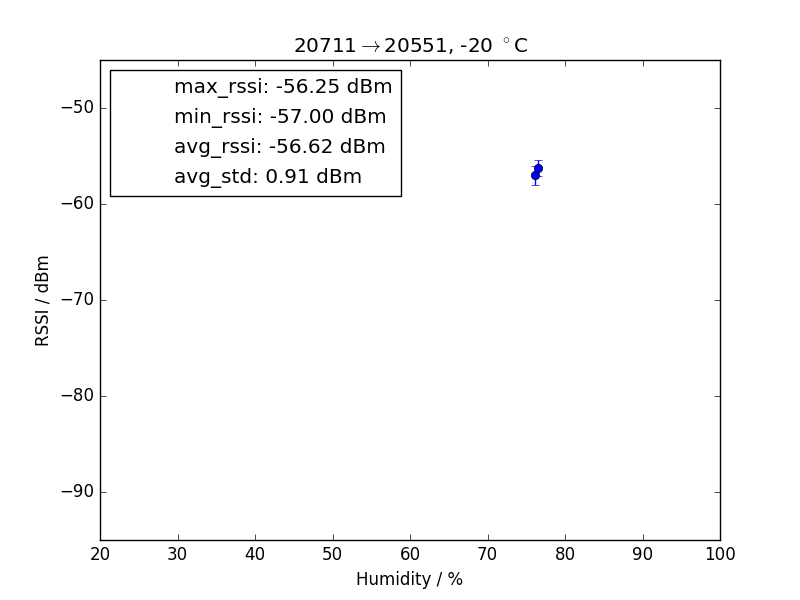 20711→20551, -20 °C
max_rssi: -56.25 dBm
min_rssi: -57.00 dBm
avg_rssi: -56.62 dBm
avg_std: 0.91 dBm
−50
−60
−70
−80
−90
RSSI / dBm
20 30 40 50 60 70 80 90 100
Humidity / %